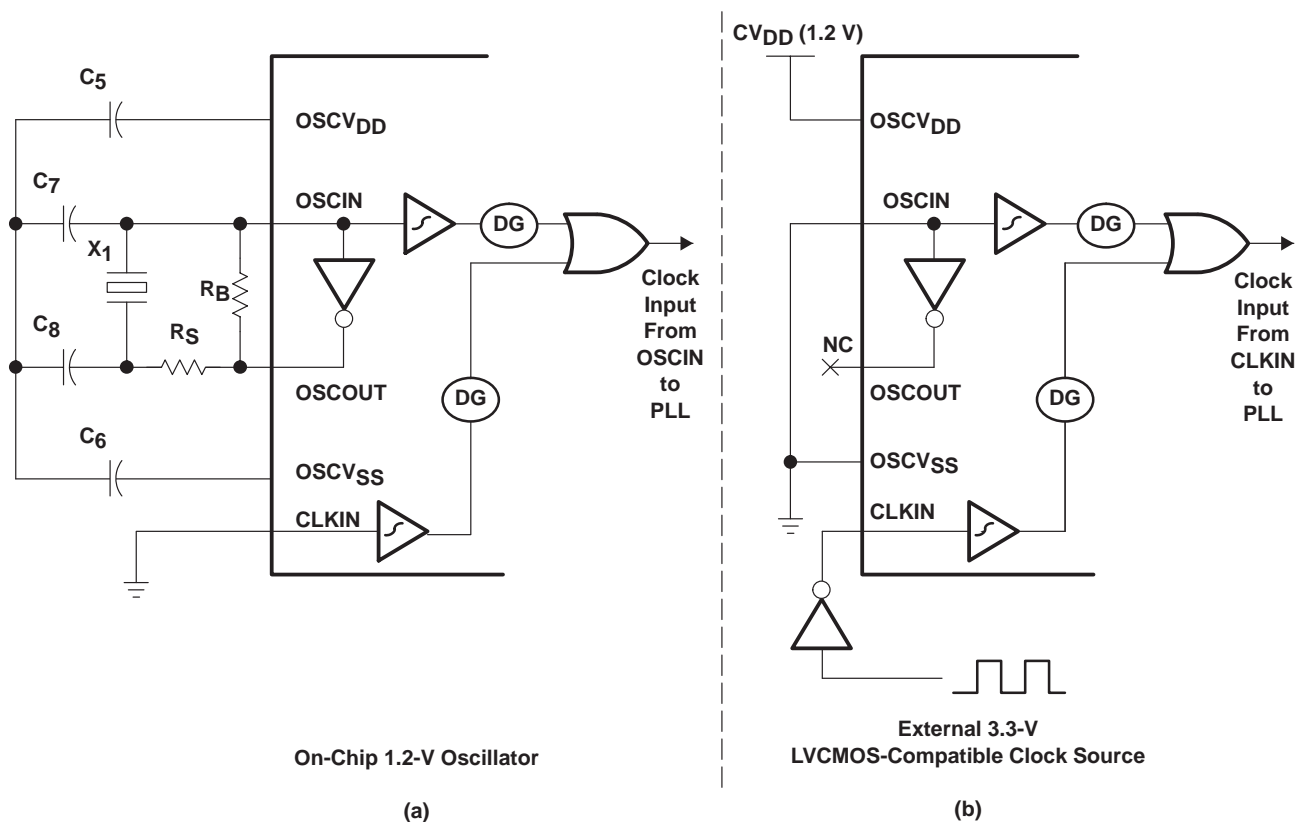 C5
OSCVDD
C7
OSCIN
DG
X1
RB
Clock
Input
From
OSCIN
to
PLL
C8
RS
OSCOUT
DG
C6
OSCVSS
CLKIN
On-Chip 1.2-V Oscillator
(a)
CVDD (1.2 V)
OSCVDD
OSCIN
DG
Clock
Input
From
CLKIN
to
PLL
NC
OSCOUT
DG
OSCVSS
CLKIN
External 3.3-V
LVCMOS-Compatible Clock Source
(b)